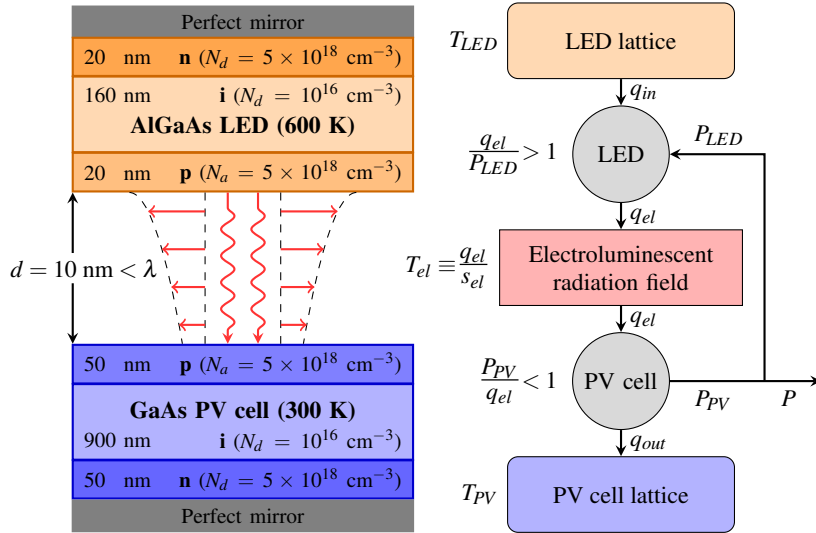 Perfect mirror
20 nm n (N_d = 5 × 10^18 cm^−3)
160 nm i (N_d = 10^16 cm^−3)
AlGaAs LED (600 K)
20 nm p (N_a = 5 × 10^18 cm^−3)
d = 10 nm < λ
50 nm p (N_a = 5 × 10^18 cm^−3)
GaAs PV cell (300 K)
900 nm i (N_d = 10^16 cm^−3)
50 nm n (N_d = 5 × 10^18 cm^−3)
Perfect mirror
T_LED
LED lattice
q_in
q_el/P_LED > 1
LED
P_LED
q_el
T_el ≡ q_el/s_el
Electroluminescent
radiation field
q_el
P_PV/q_el < 1
PV cell
P_PV
P
q_out
T_PV
PV cell lattice